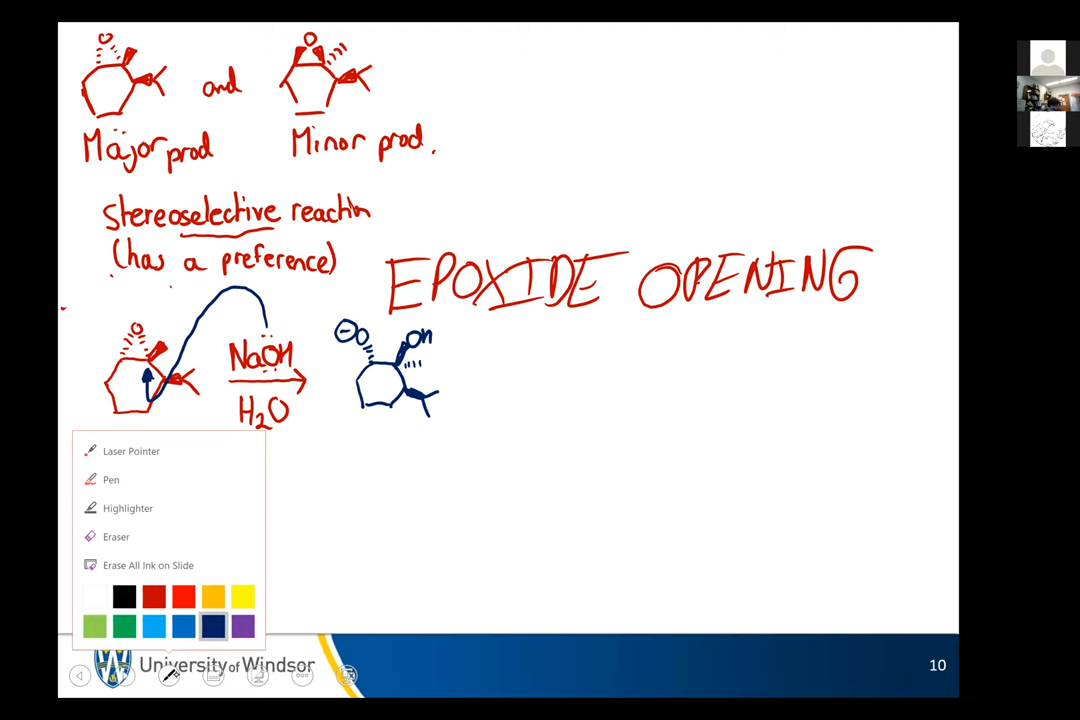 O O
and
Major prod Minor prod.
Stereoselective reaction
(has a preference)
EPOXIDE OPENING
O
NaOH
H₂O
⊖O OH
Laser Pointer
Pen
Highlighter
Eraser
Erase All Ink on Slide
University of Windsor
10